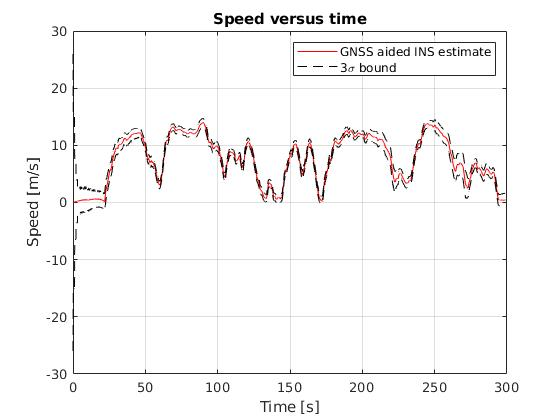 Speed versus time
30
20
10
0
-10
-20
-30
Speed [m/s]
GNSS aided INS estimate
3σ bound
0 50 100 150 200 250 300
Time [s]